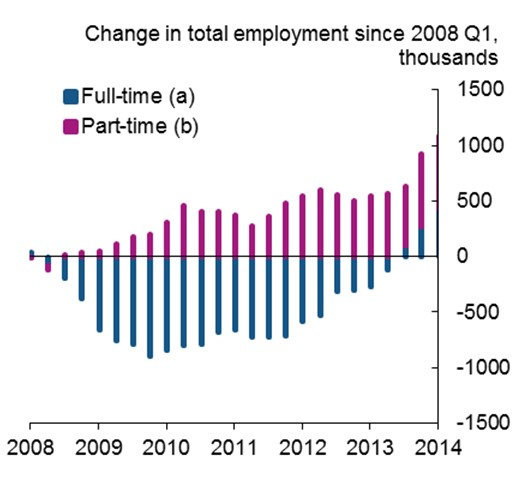 Change in total employment since 2008 Q1,
thousands
Full-time (a)
Part-time (b)
1500
1000
500
0
-500
-1000
-1500
2008 2009 2010 2011 2012 2013 2014